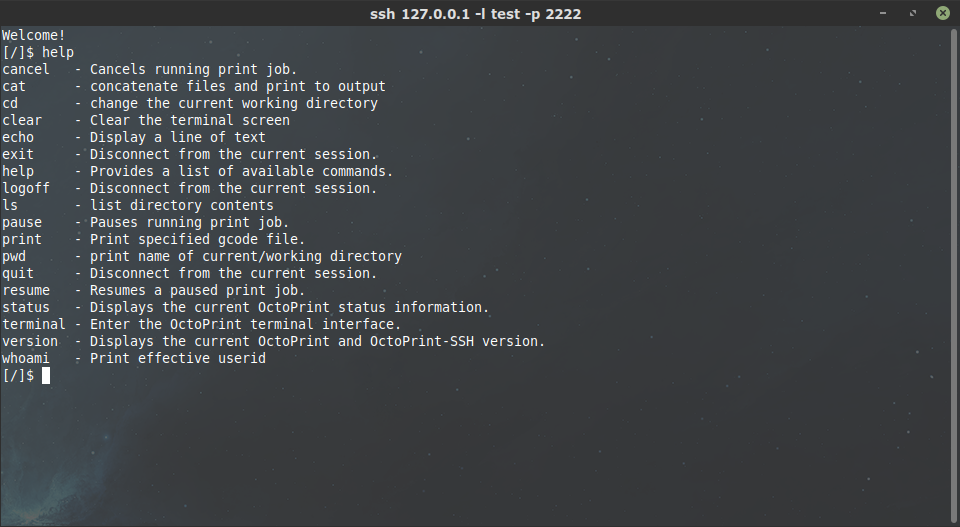 ssh 127.0.0.1 -l test -p 2222
Welcome!
[/]$ help
cancel   - Cancels running print job.
cat      - concatenate files and print to output
cd       - change the current working directory
clear    - Clear the terminal screen
echo     - Display a line of text
exit     - Disconnect from the current session.
help     - Provides a list of available commands.
logoff   - Disconnect from the current session.
ls       - list directory contents
pause    - Pauses running print job.
print    - Print specified gcode file.
pwd      - print name of current/working directory
quit     - Disconnect from the current session.
resume   - Resumes a paused print job.
status   - Displays the current OctoPrint status information.
terminal - Enter the OctoPrint terminal interface.
version  - Displays the current OctoPrint and OctoPrint-SSH version.
whoami   - Print effective userid
[/]$